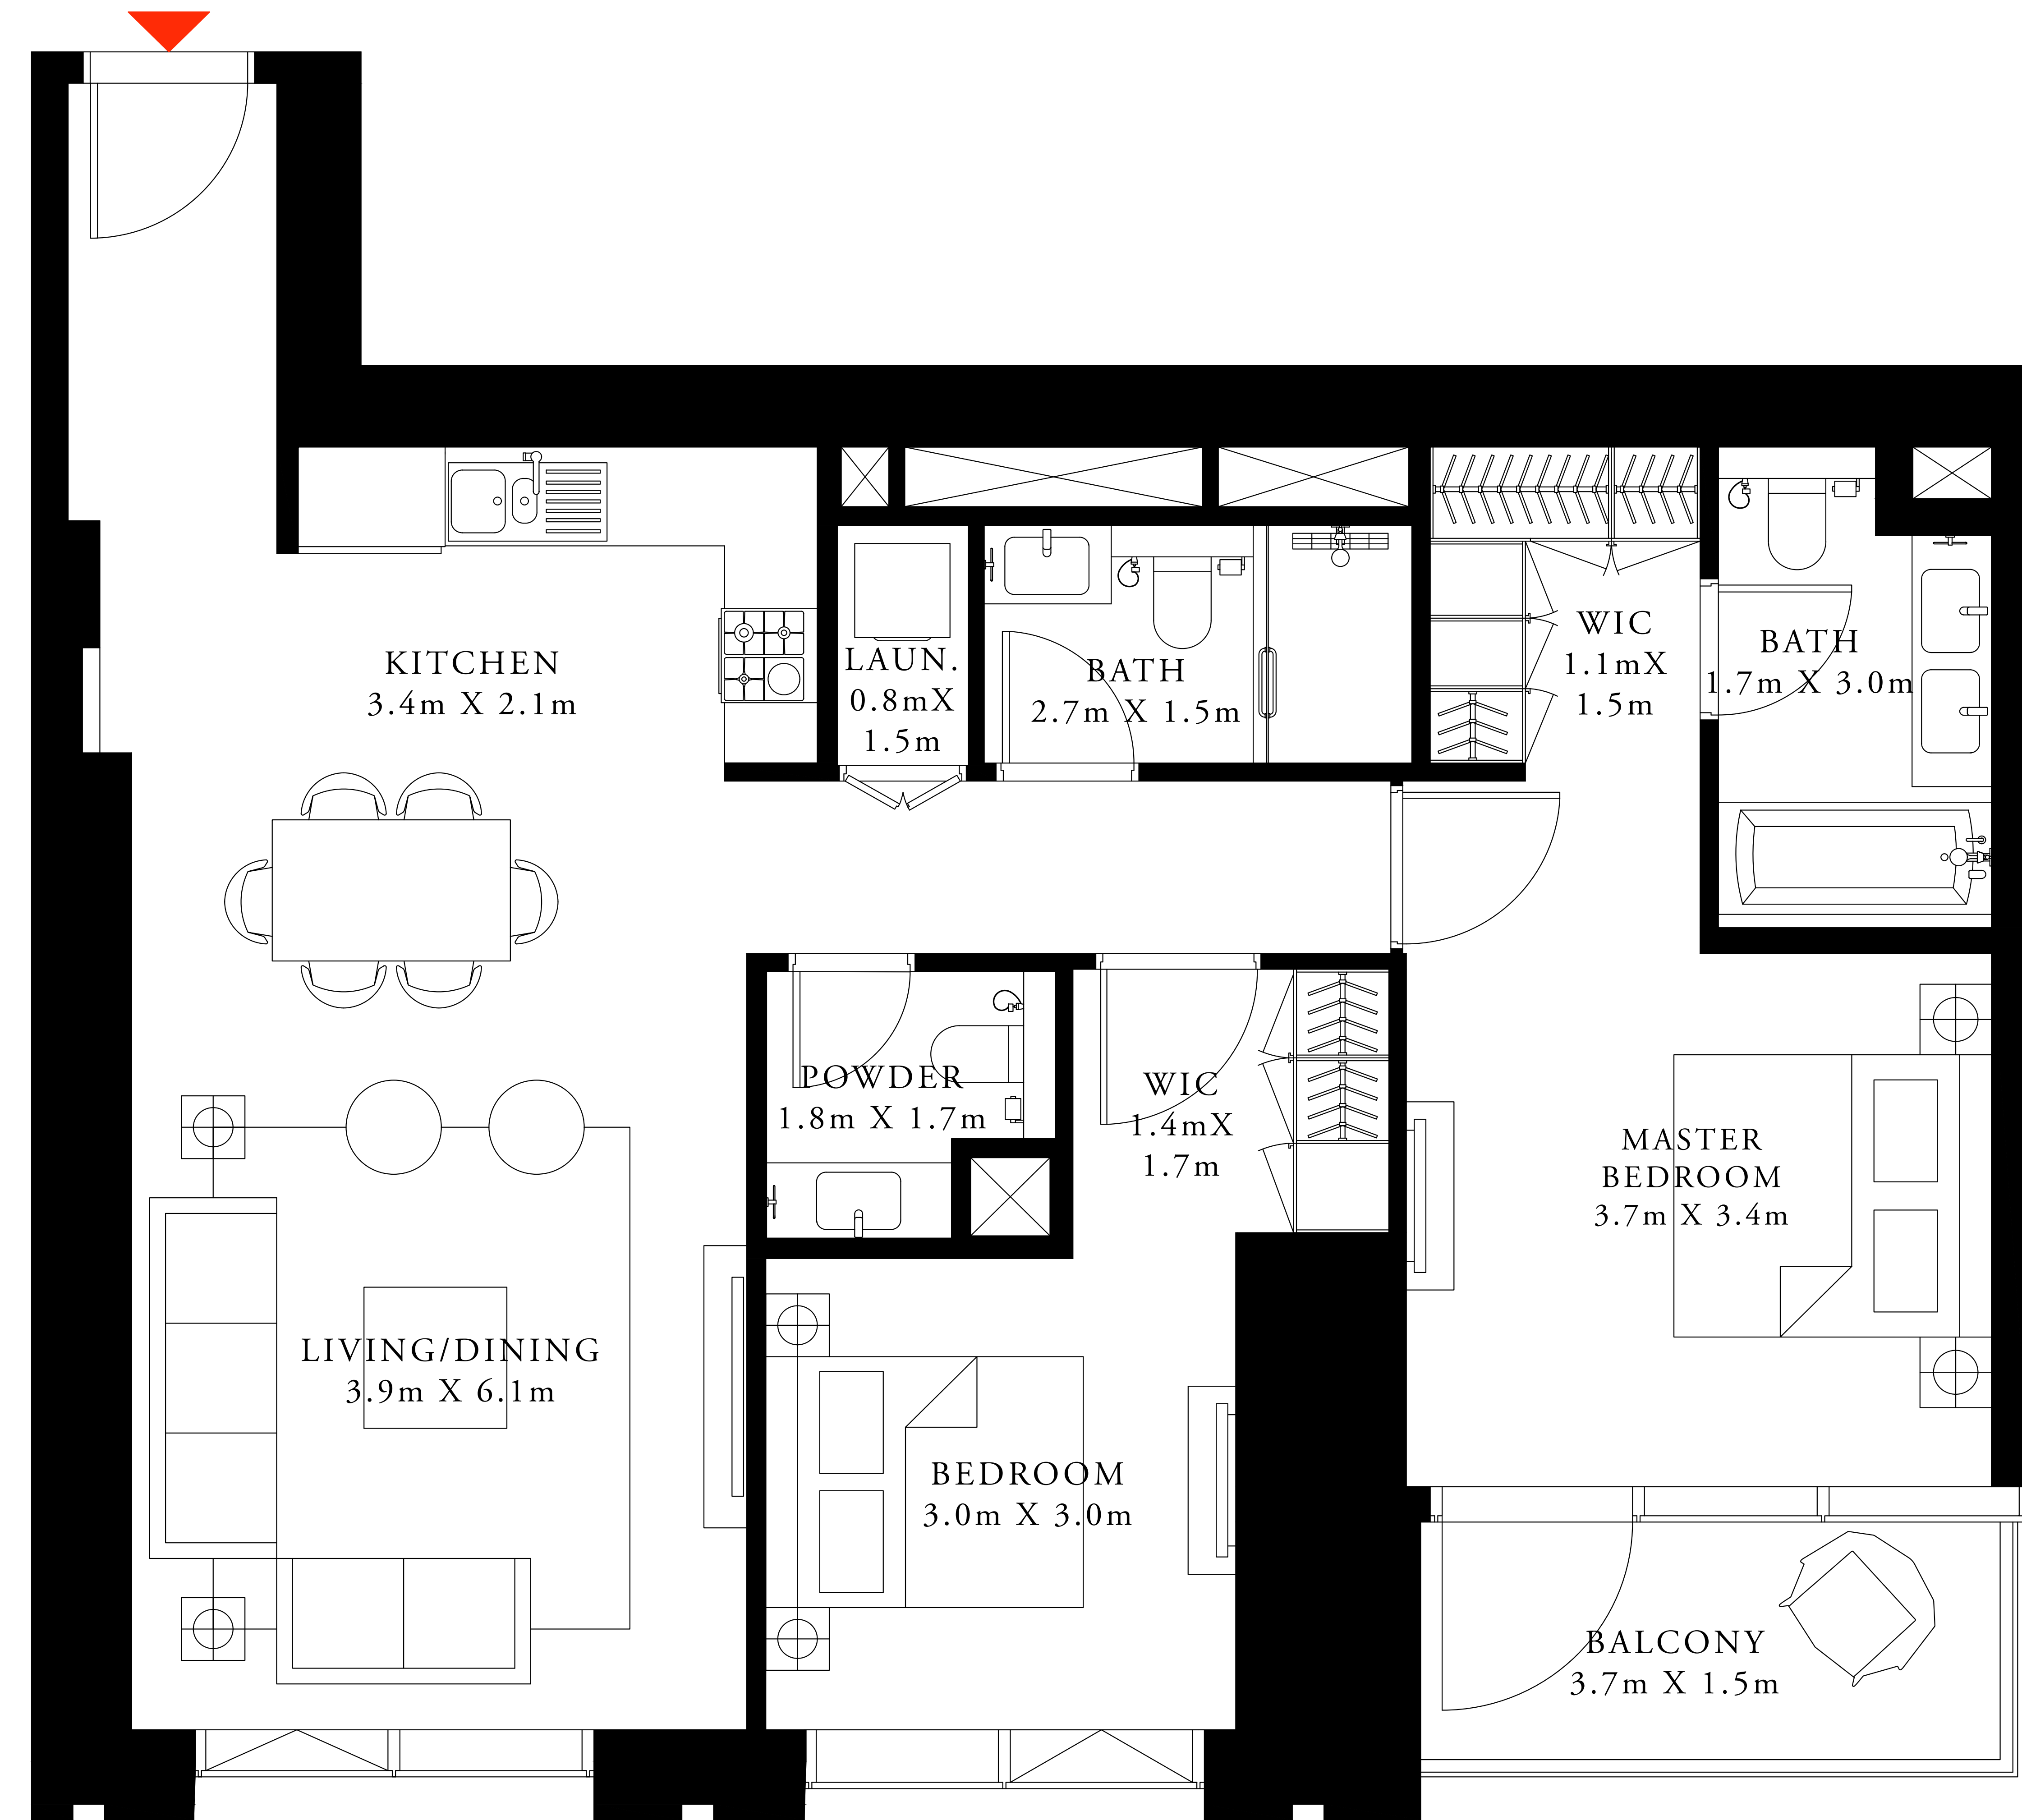 KITCHEN
3.4m X 2.1m
LAUN.
0.8mX
1.5m
BATH
2.7m X 1.5m
WIC
1.1mX
1.5m
BATH
1.7m X 3.0m
POWDER
1.8m X 1.7m
WIC
1.4mX
1.7m
MASTER
BEDROOM
3.7m X 3.4m
LIVING/DINING
3.9m X 6.1m
BEDROOM
3.0m X 3.0m
BALCONY
3.7m X 1.5m